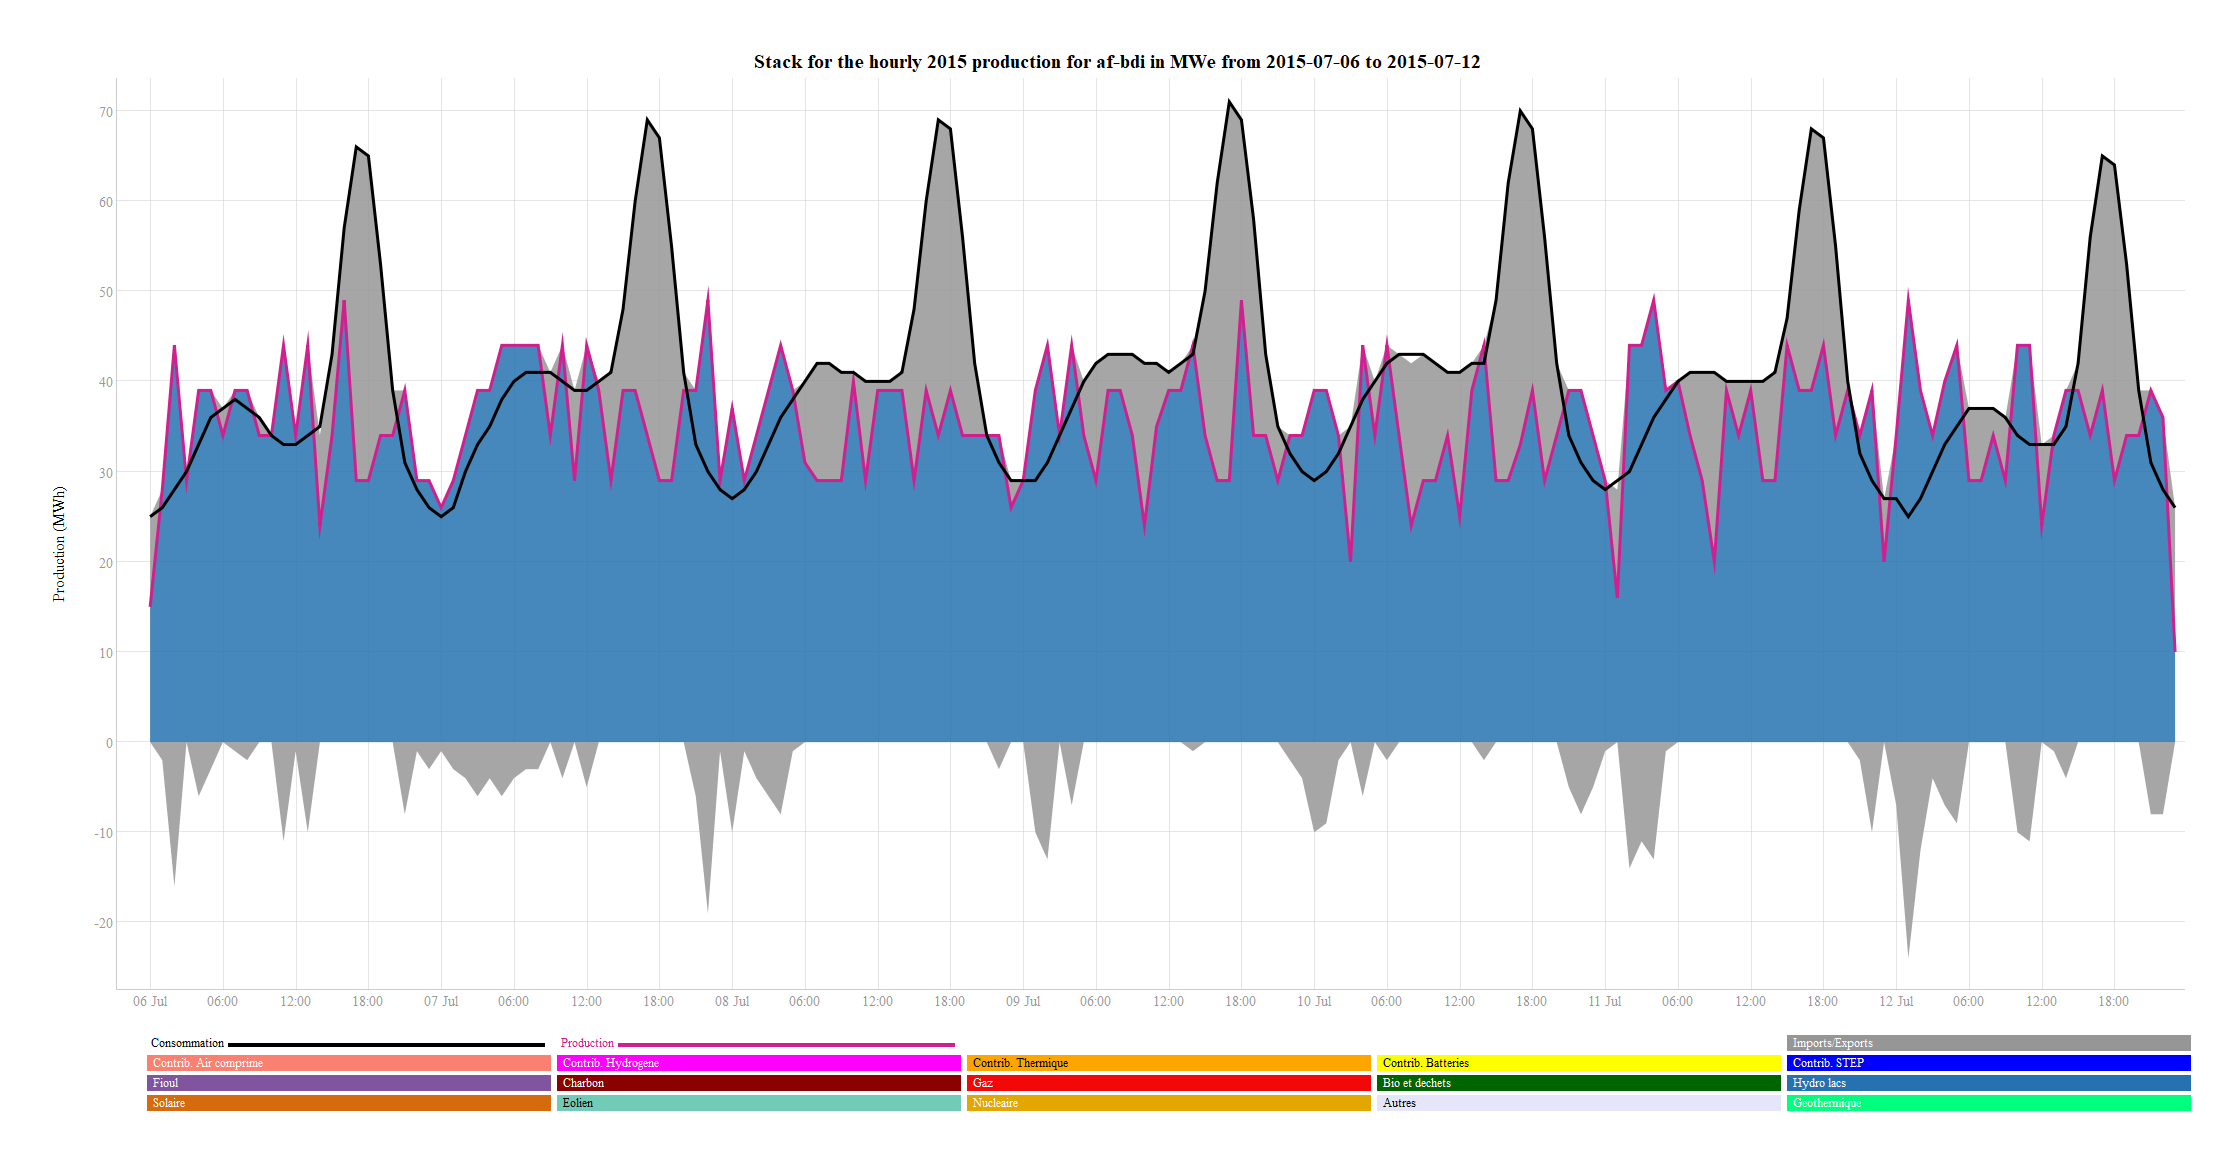 Stack for the hourly 2015 production for af-bdi in MWe from 2015-07-06 to 2015-07-12
Production (MWh)
70
60
50
40
30
20
10
0
-10
-20
06 Jul 06:00 12:00 18:00 07 Jul 06:00 12:00 18:00 08 Jul 06:00 12:00 18:00 09 Jul 06:00 12:00 18:00 10 Jul 06:00 12:00 18:00 11 Jul 06:00 12:00 18:00 12 Jul 06:00 12:00 18:00
Consommation Production Imports/Exports
Contrib. Air comprime Contrib. Hydrogene Contrib. Thermique Contrib. Batteries Contrib. STEP
Fioul Charbon Gaz Bio et dechets Hydro lacs
Solaire Eolien Nucleaire Autres Geothermique